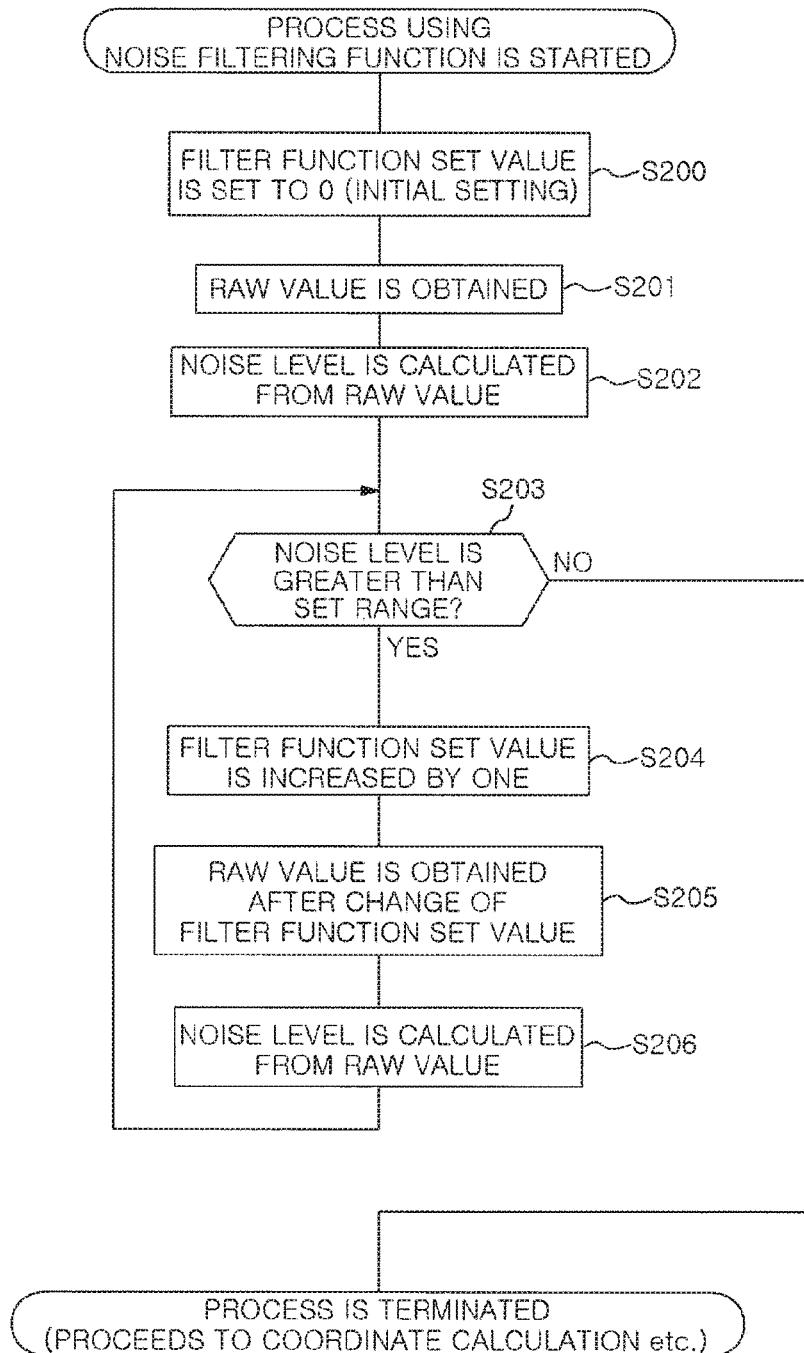 PROCESS USING
NOISE FILTERING FUNCTION IS STARTED
FILTER FUNCTION SET VALUE
IS SET TO 0 (INITIAL SETTING)
S200
RAW VALUE IS OBTAINED
S201
NOISE LEVEL IS CALCULATED
FROM RAW VALUE
S202
S203
NOISE LEVEL IS
GREATER THAN
SET RANGE?
NO
YES
FILTER FUNCTION SET VALUE
IS INCREASED BY ONE
S204
RAW VALUE IS OBTAINED
AFTER CHANGE OF
FILTER FUNCTION SET VALUE
S205
NOISE LEVEL IS CALCULATED
FROM RAW VALUE
S206
PROCESS IS TERMINATED
(PROCEEDS TO COORDINATE CALCULATION etc.)